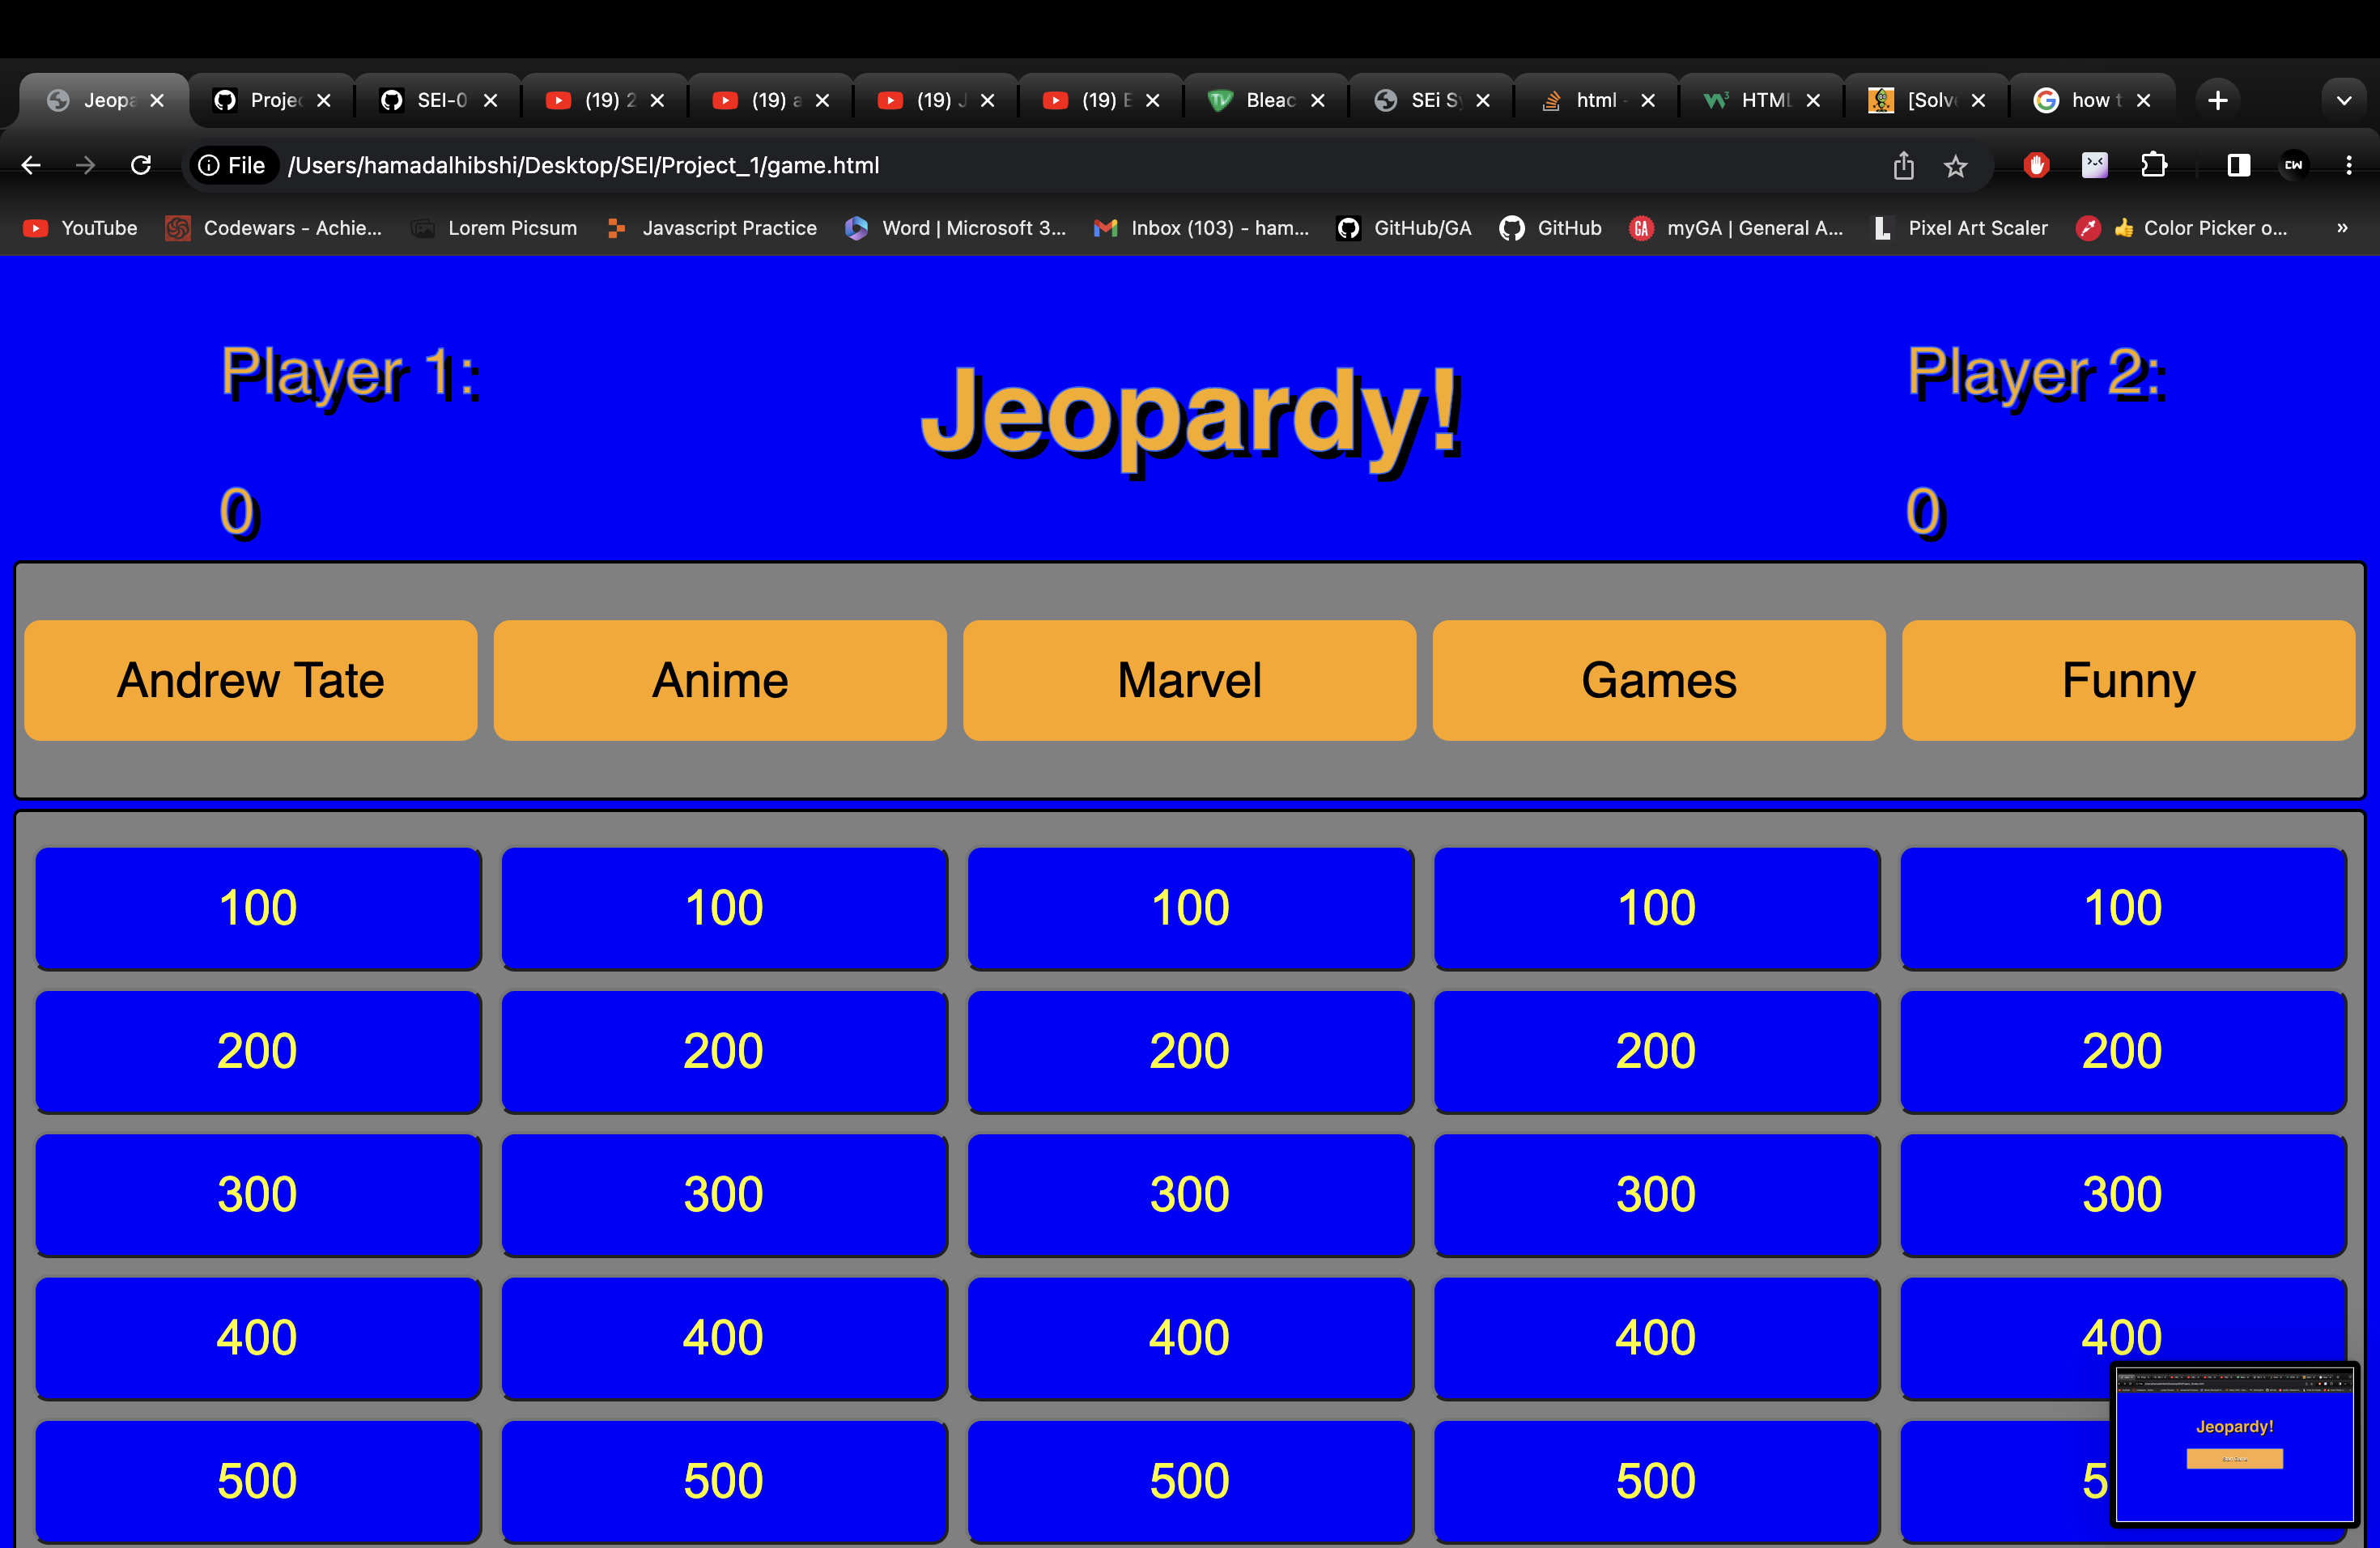 Jeopa
Projec
SEI-0
(19) 2
(19) a
(19) J
(19) E
Bleac
SEi S
html -
HTML
[Solv
how t
File /Users/hamadalhibshi/Desktop/SEI/Project_1/game.html
YouTube
Codewars - Achie...
Lorem Picsum
Javascript Practice
Word | Microsoft 3...
Inbox (103) - ham...
GitHub/GA
GitHub
GA myGA | General A...
Pixel Art Scaler
Color Picker o...
»
Player 1:
Jeopardy!
Player 2:
0
0
Andrew Tate
Anime
Marvel
Games
Funny
100
100
100
100
100
200
200
200
200
200
300
300
300
300
300
400
400
400
400
400
500
500
500
500
5
Jeopardy!